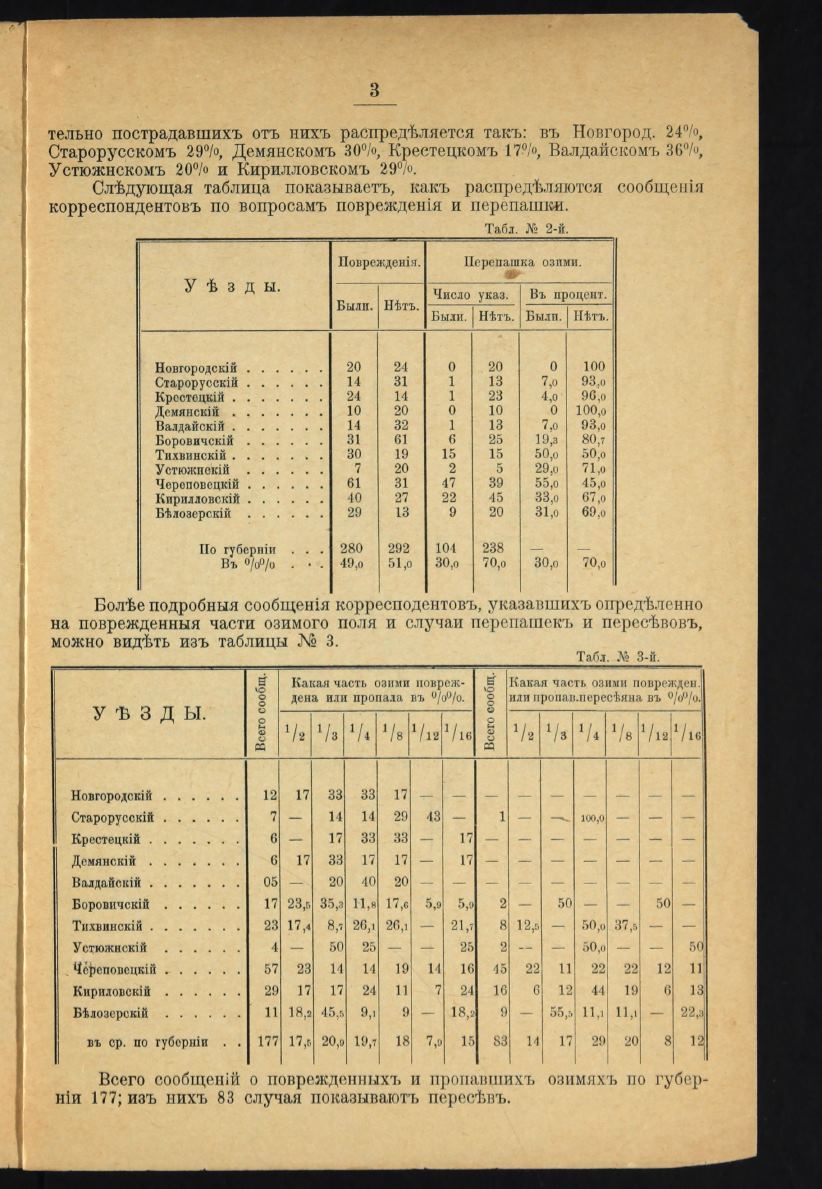 3
тельно пострадавшихъ отъ нихъ распредѣляется такъ: въ Новгород. 24%,
Старорусскомъ 29%, Демянскомъ 30%, Крестецкомъ 17%, Валдайскомъ 36%,
Устюжнскомъ 20% и Кирилловскомъ 29%.
Слѣдующая таблица показываетъ, какъ распредѣляются сообщенія
корреспондентовъ по вопросамъ поврежденія и перепашки.
Табл. № 2-й.
Уѣзды. Поврежденія. Перепашка озими.
Были. Нѣтъ. Число указ. Въ процент.
Были. Нѣтъ. Были. Нѣтъ.
Новгородскій . . . . . . 20 24 0 20 0 100
Старорусскій . . . . . . 14 31 1 13 7,0 93,0
Крестецкій . . . . . . . 24 14 1 23 4,0 96,0
Демянскій . . . . . . . 10 20 0 10 0 100,0
Валдайскій . . . . . . . 14 32 1 13 7,0 93,0
Боровичскій . . . . . . 31 61 6 25 19,3 80,7
Тихвинскій . . . . . . . 30 19 15 15 50,0 50,0
Устюжнскій . . . . . . 7 20 2 5 29,0 71,0
Череповецкій . . . . . . 61 31 47 39 55,0 45,0
Кирилловскій . . . . . . 40 27 22 45 33,0 67,0
Бѣлозерскій . . . . . . 29 13 9 20 31,0 69,0
По губерніи . . . 280 292 104 238 — —
Въ %% . . . 49,0 51,0 30,0 70,0 30,0 70,0
Болѣе подробныя сообщенія корресподентовъ, указавшихъ опредѣленно
на поврежденныя части озимого поля и случаи перепашекъ и пересѣвовъ,
можно видѣть изъ таблицы № 3.
Табл. № 3-й.
УѢЗДЫ. Всего сообщ. Какая часть озими повреж- Всего сообщ. Какая часть озими поврежден.
дена или пропала въ %%. или пропав. пересѣяна въ %%.
1/2 1/3 1/4 1/8 1/12 1/16 1/2 1/3 1/4 1/8 1/12 1/16
Новгородскій . . . . . . 12 17 33 33 17 — — — — — — — — —
Старорусскій . . . . . . 7 — 14 14 29 43 — 1 — — 100,0 — — —
Крестецкій . . . . . . . 6 — 17 33 33 — 17 — — — — — — —
Демянскій . . . . . . . 6 17 33 17 17 — 17 — — — — — — —
Валдайскій . . . . . . . 05 — 20 40 20 — — — — — — — — —
Боровичскій . . . . . . 17 23,5 35,3 11,8 17,6 5,9 5,9 2 — 50 — — 50 —
Тихвинскій . . . . . . . 23 17,4 8,7 26,1 26,1 — 21,7 8 12,5 — 50,0 37,5 — —
Устюжнскій . . . . . . 4 — 50 25 — — 25 2 — — 50,0 — — 50
Череповецкій . . . . . . 57 23 14 14 19 14 16 45 22 11 22 22 12 11
Кириловскій . . . . . . 29 17 17 24 11 7 24 16 6 12 44 19 6 13
Бѣлозерскій . . . . . . 11 18,2 45,5 9,1 9 — 18,2 9 — 55,5 11,1 11,1 — 22,3
въ ср. по губерніи . . 177 17,5 20,9 19,7 18 7,9 15 83 14 17 29 20 8 12
Всего сообщеній о поврежденныхъ и пропавшихъ озимяхъ по губер-
ніи 177; изъ нихъ 83 случая показываютъ пересѣвъ.